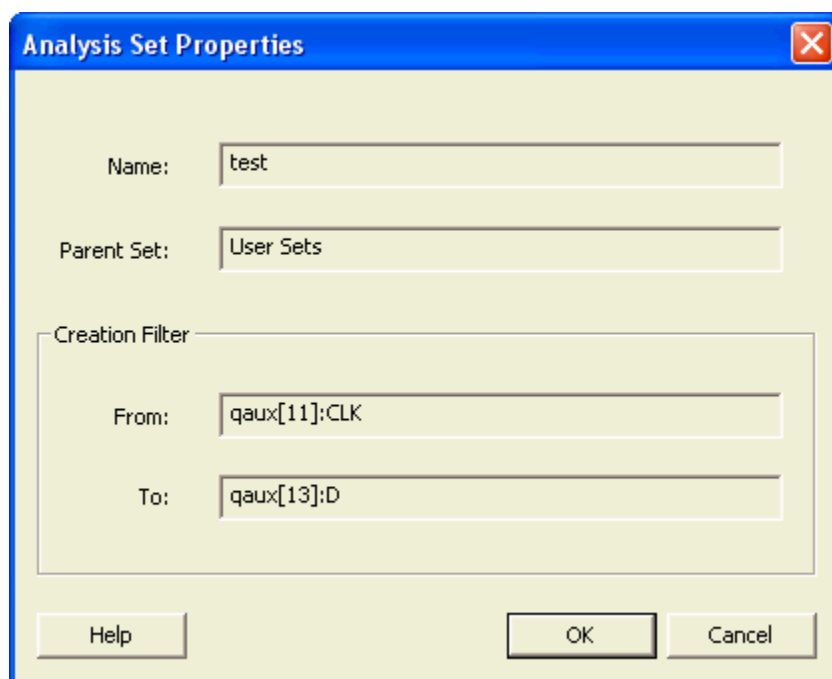 Analysis Set Properties
Name: test
Parent Set: User Sets
Creation Filter
From: qaux[11]:CLK
To: qaux[13]:D
Help OK Cancel